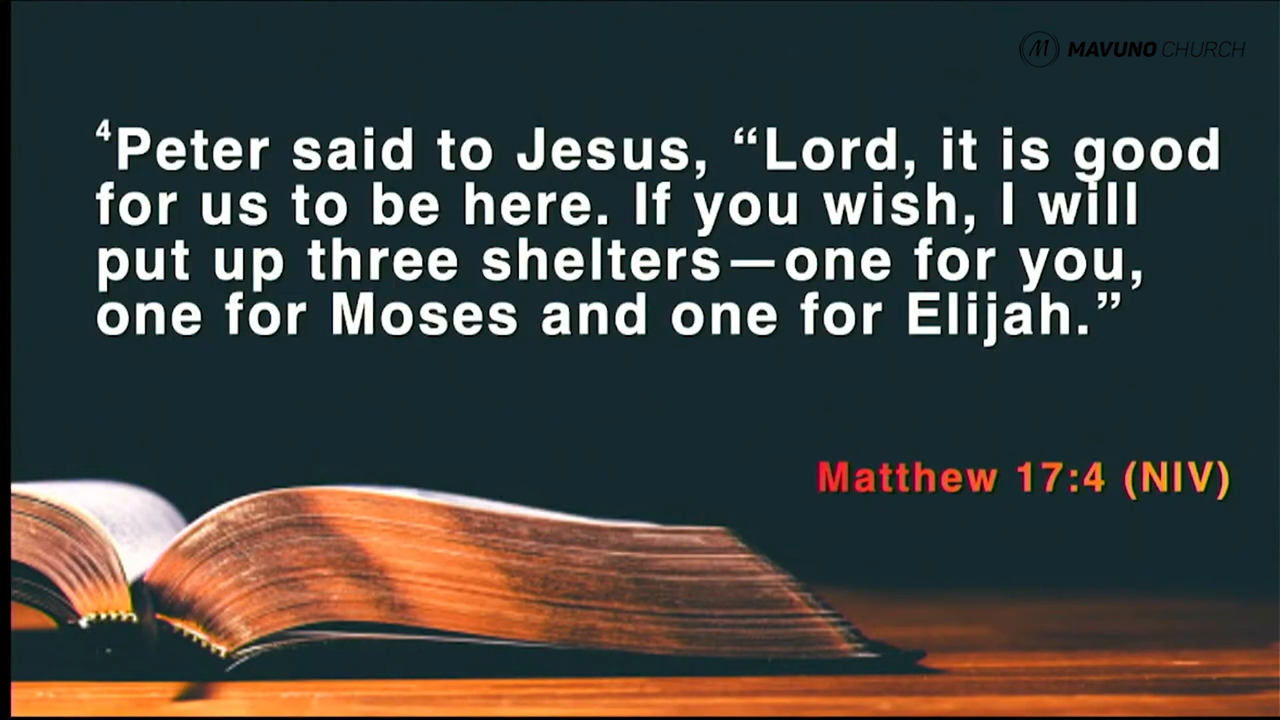 MAVUNO CHURCH
⁴Peter said to Jesus, “Lord, it is good
for us to be here. If you wish, I will
put up three shelters—one for you,
one for Moses and one for Elijah.”
Matthew 17:4 (NIV)